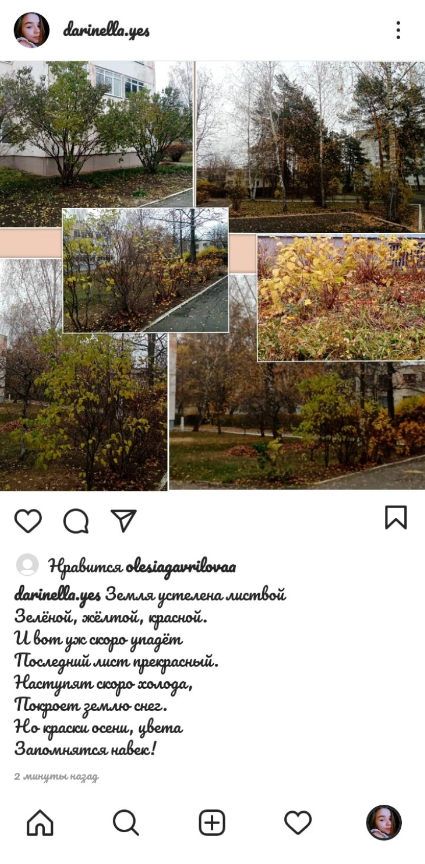 darinella.yes
Нравится olesiagavrilovaa
darinella.yes Земля устелена листвой
Зелёной, жёлтой, красной.
И вот уж скоро упадёт
Последний лист прекрасный.
Наступят скоро холода,
Покроет землю снег.
Но краски осени, цвета
Запомнятся навек!
2 минуты назад